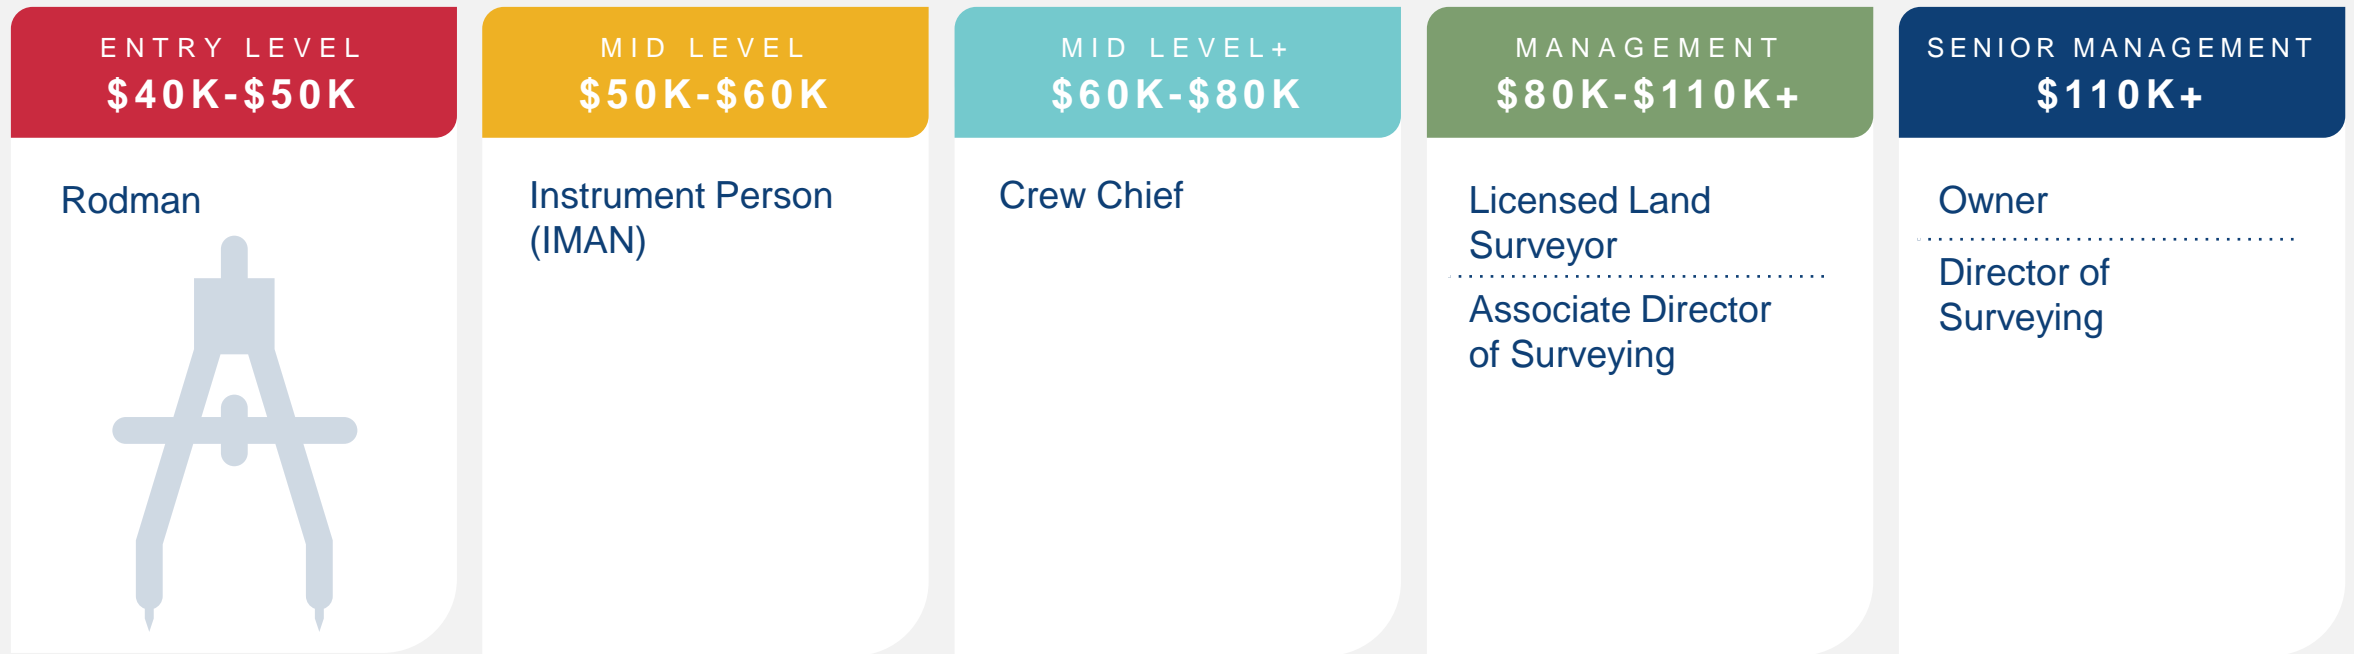 ENTRY LEVEL
$40K-$50K
Rodman
MID LEVEL
$50K-$60K
Instrument Person
(IMAN)
MID LEVEL+
$60K-$80K
Crew Chief
MANAGEMENT
$80K-$110K+
Licensed Land
Surveyor
Associate Director
of Surveying
SENIOR MANAGEMENT
$110K+
Owner
Director of
Surveying